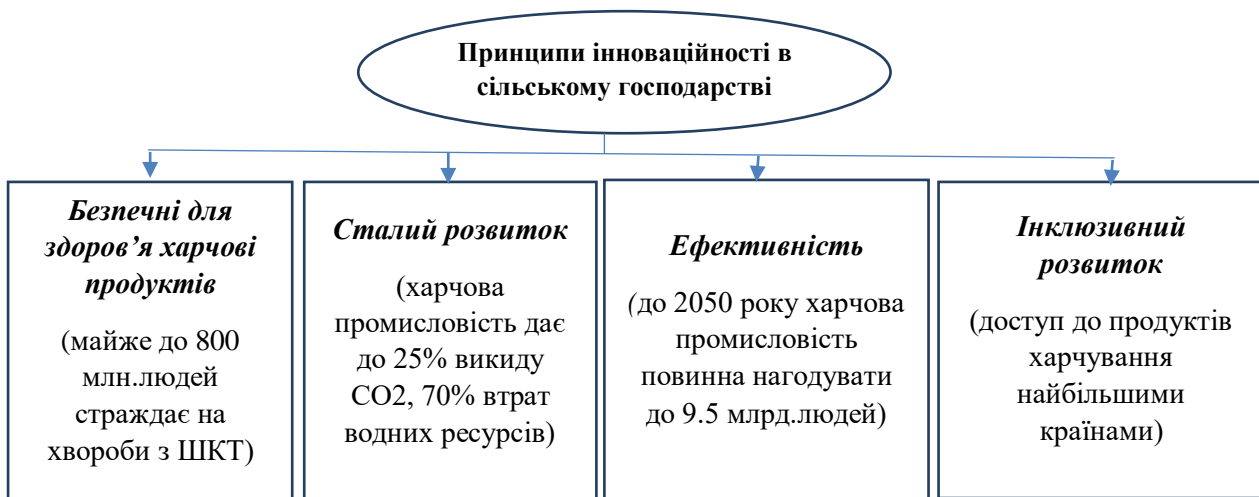 Принципи інноваційності в
сільському господарстві
Безпечні для
здоров’я харчові
продуктів
(майже до 800
млн.людей
страждає на
хвороби з ШКТ)
Сталий розвиток
(харчова
промисловість дає
до 25% викиду
СО2, 70% втрат
водних ресурсів)
Ефективність
(до 2050 року харчова
промисловість
повинна нагодувати
до 9.5 млрд.людей)
Інклюзивний
розвиток
(доступ до продуктів
харчування
найбільшими
країнами)